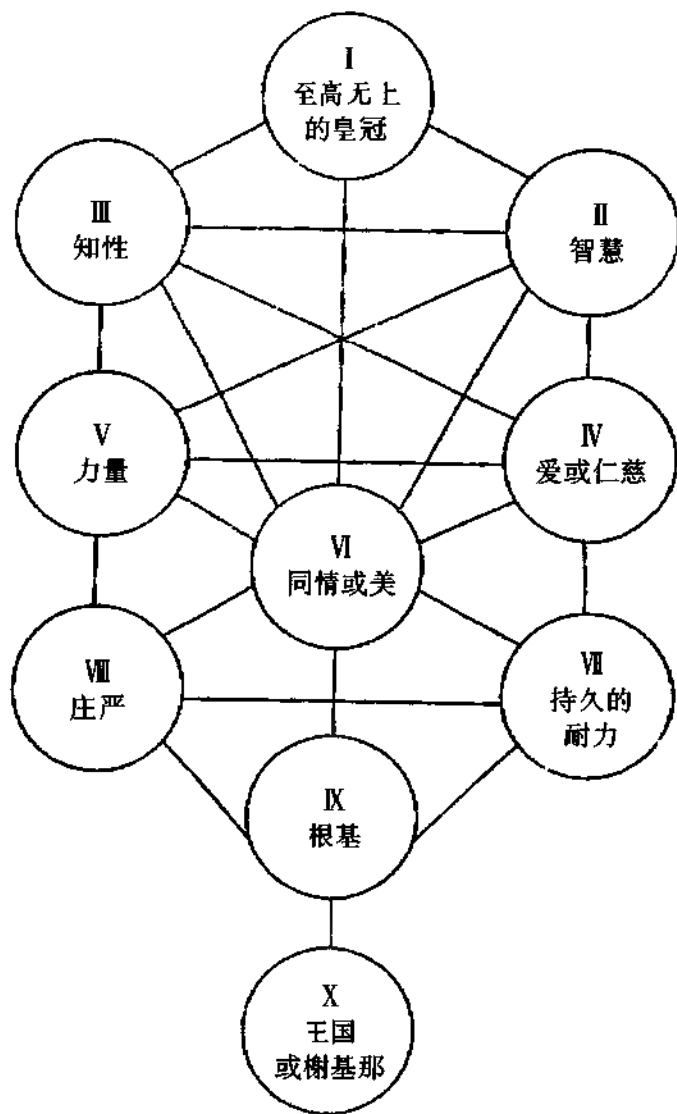 Ⅰ
至高无上
的皇冠
Ⅲ
知性
Ⅱ
智慧
Ⅴ
力量
Ⅳ
爱或仁慈
Ⅵ
同情或美
Ⅷ
庄严
Ⅶ
持久的
耐力
Ⅸ
根基
Ⅹ
王国
或榭基那